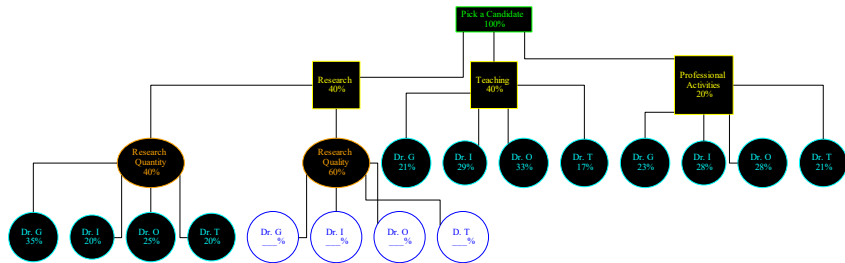 Pick a Candidate
100%
Research
40%
Teaching
40%
Professional
Activities
20%
Research
Quantity
40%
Research
Quality
60%
Dr. G
21%
Dr. I
29%
Dr. O
33%
Dr. T
17%
Dr. G
23%
Dr. I
28%
Dr. O
28%
Dr. T
21%
Dr. G
35%
Dr. I
20%
Dr. O
25%
Dr. T
20%
Dr. G
___%
Dr. I
___%
Dr. O
___%
D. T
___%